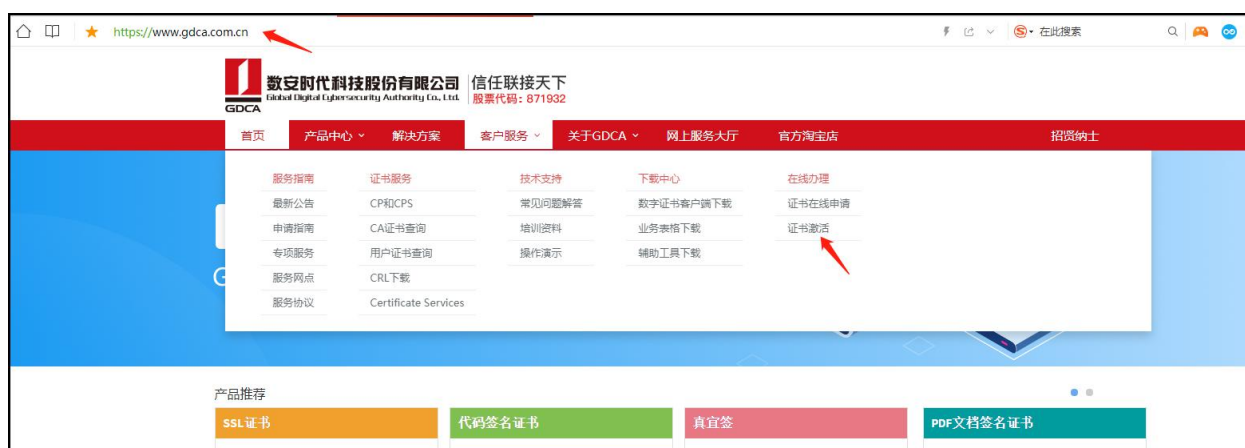 https://www.gdca.com.cn
在此搜索
数安时代科技股份有限公司
信任联接天下
Global Digital Cybersecurity Authority Co., Ltd.
股票代码: 871932
GDCA
首页 产品中心 解决方案 客户服务 关于GDCA 网上服务大厅 官方淘宝店 招贤纳士
服务指南 证书服务 技术支持 下载中心 在线办理
最新公告 CP和CPS 常见问题解答 数字证书客户端下载 证书在线申请
申请指南 CA证书查询 培训资料 业务表格下载 证书激活
专项服务 用户证书查询 操作演示 辅助工具下载
服务网点 CRL下载
服务协议 Certificate Services
产品推荐
SSL证书 代码签名证书 真宜签 PDF文档签名证书